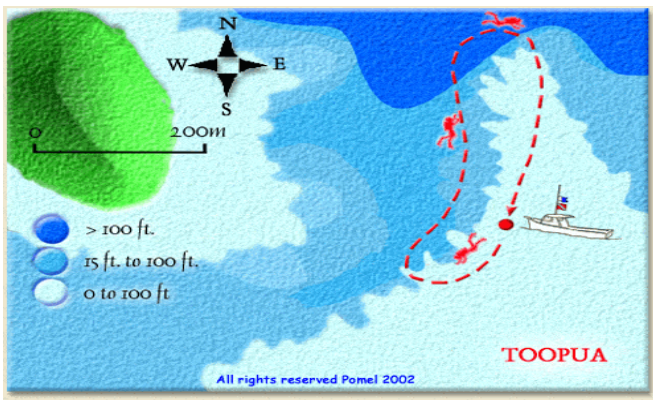 N
W E
S
0 200m
> 100 ft.
15 ft. to 100 ft.
0 to 100 ft
TOOPUA
All rights reserved Pomel 2002